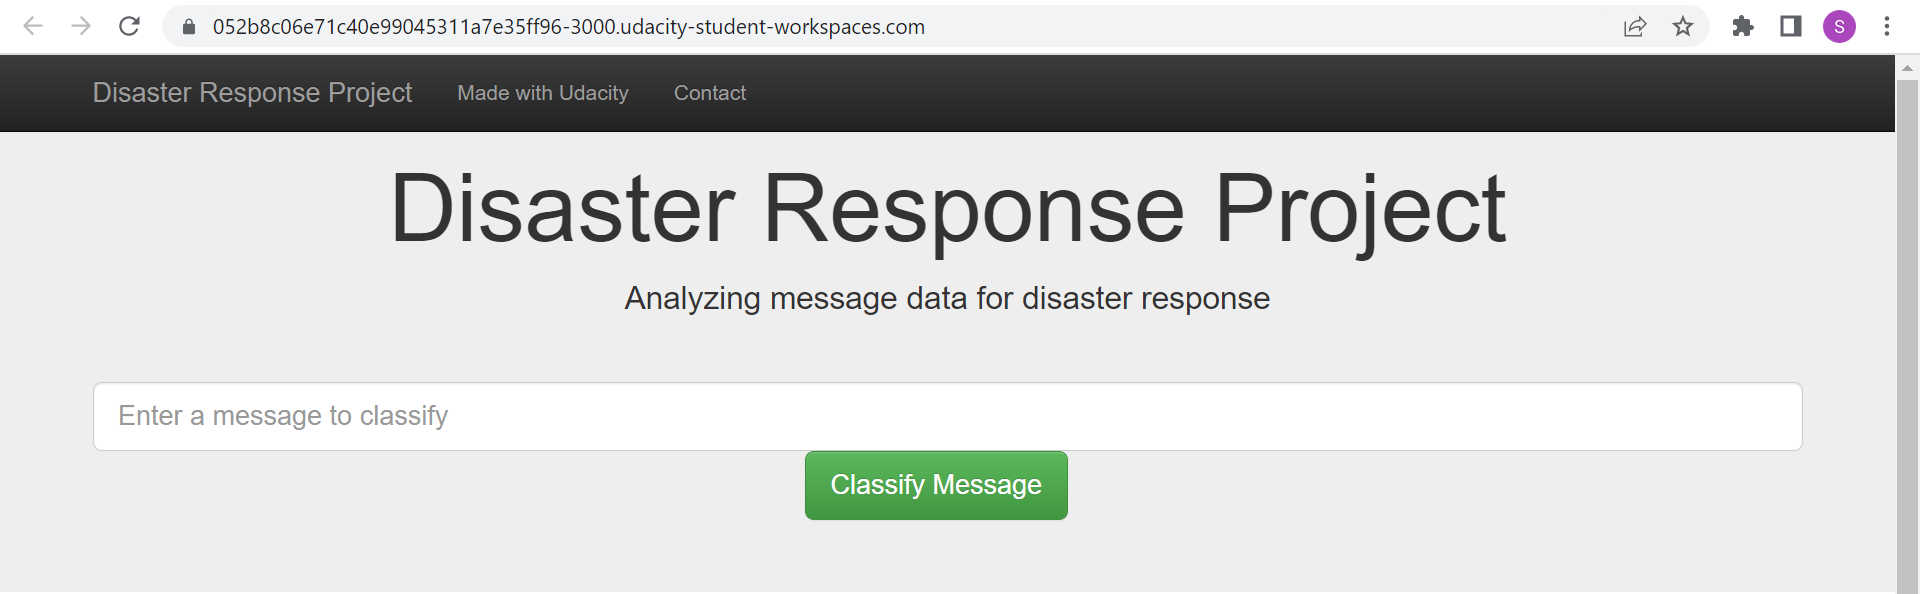 052b8c06e71c40e99045311a7e35ff96-3000.udacity-student-workspaces.com
S
Disaster Response Project Made with Udacity Contact
Disaster Response Project
Analyzing message data for disaster response
Enter a message to classify
Classify Message